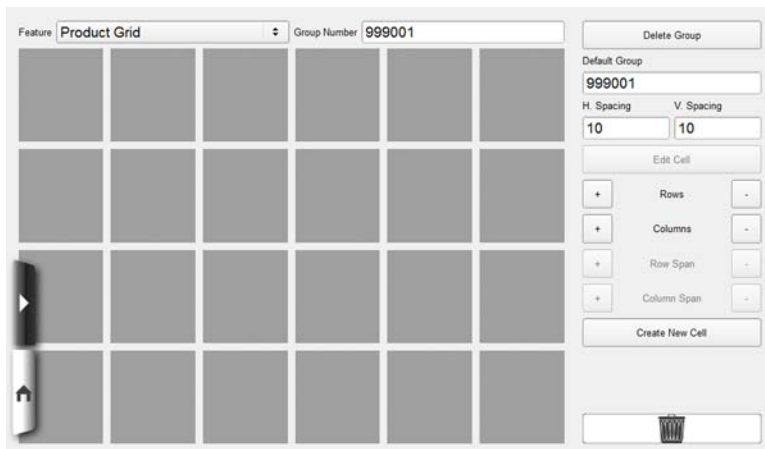 Feature Product Grid Group Number 999001
Delete Group
Default Group
999001
H. Spacing V. Spacing
10 10
Edit Cell
+ Rows -
+ Columns -
+ Row Span -
+ Column Span -
Create New Cell